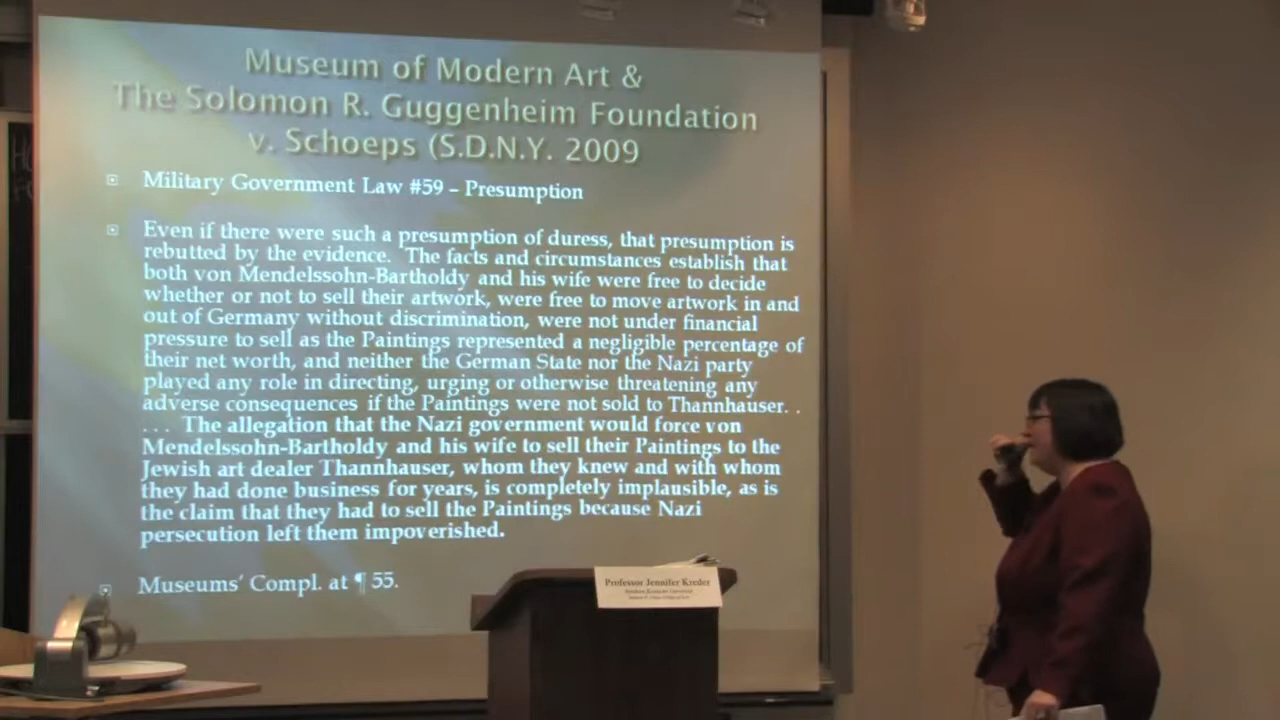 Museum of Modern Art &
The Solomon R. Guggenheim Foundation
v. Schoeps (S.D.N.Y. 2009
Military Government Law #59 – Presumption
Even if there were such a presumption of duress, that presumption is
rebutted by the evidence. The facts and circumstances establish that
both von Mendelssohn-Bartholdy and his wife were free to decide
whether or not to sell their artwork, were free to move artwork in and
out of Germany without discrimination, were not under financial
pressure to sell as the Paintings represented a negligible percentage of
their net worth, and neither the German State nor the Nazi party
played any role in directing, urging or otherwise threatening any
adverse consequences if the Paintings were not sold to Thannhauser. .
. . . The allegation that the Nazi government would force von
Mendelssohn-Bartholdy and his wife to sell their Paintings to the
Jewish art dealer Thannhauser, whom they knew and with whom
they had done business for years, is completely implausible, as is
the claim that they had to sell the Paintings because Nazi
persecution left them impoverished.
Museums' Compl. at ¶ 55.
Professor Jennifer Kreder